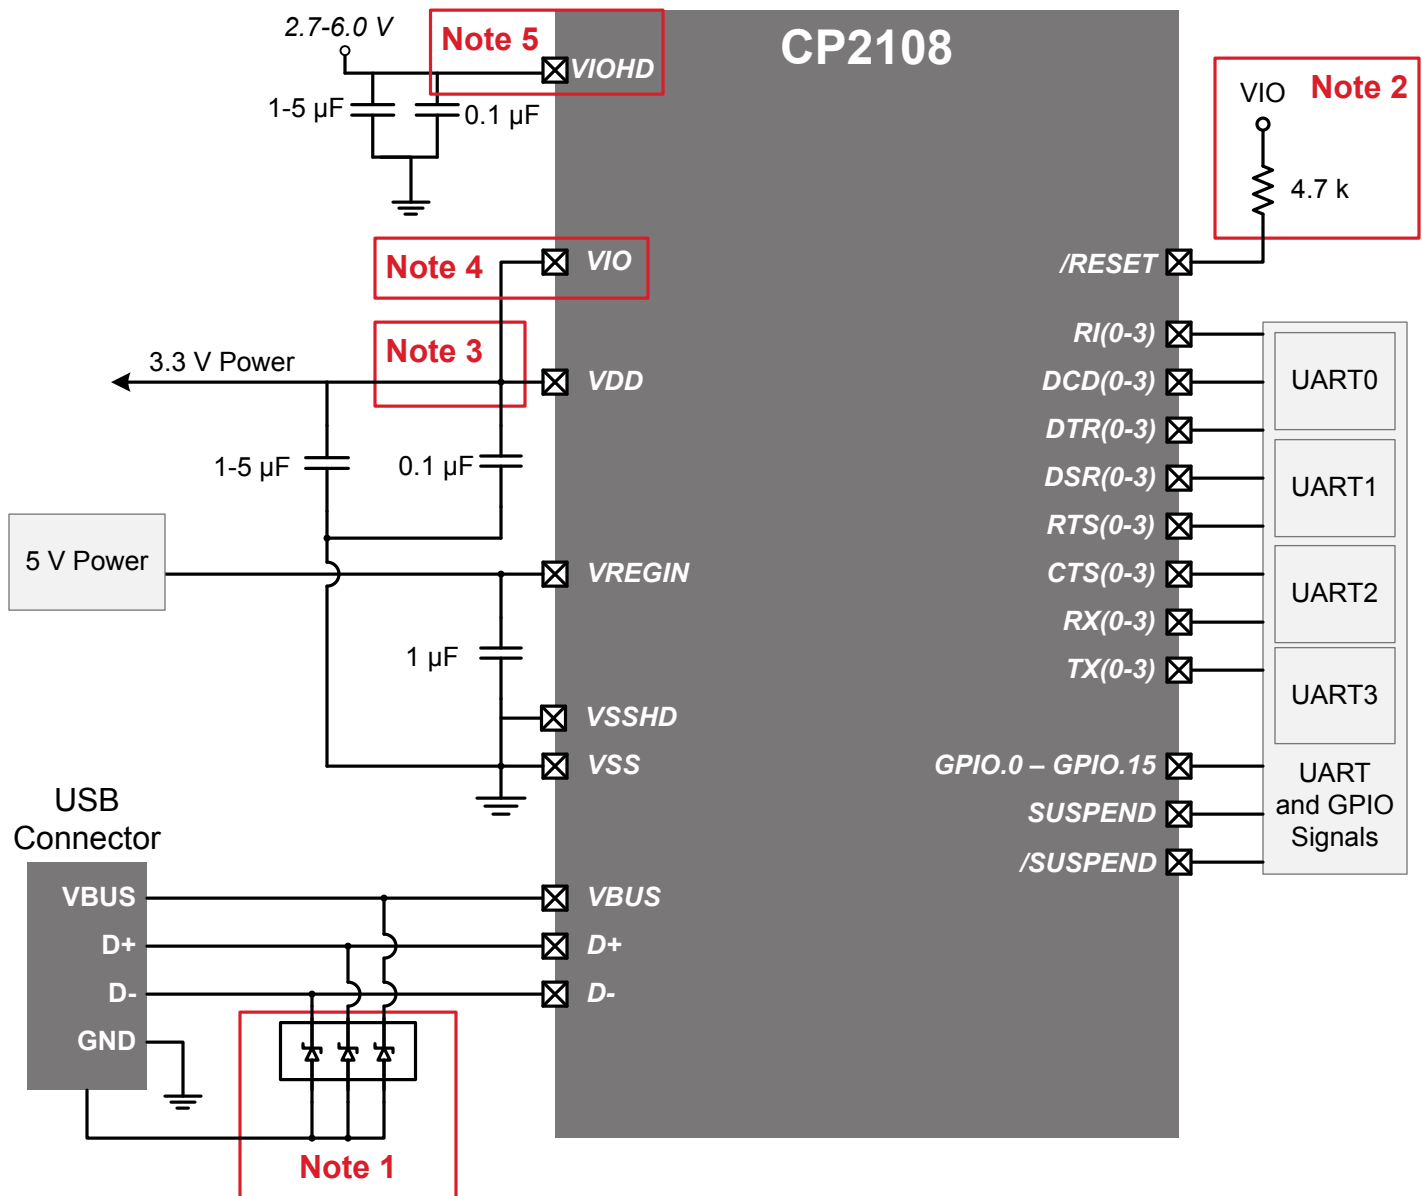 CP2108
2.7-6.0 V
Note 5
VIOHD
1-5 µF
0.1 µF
Note 2
VIO
4.7 k
Note 4
VIO
/RESET
Note 3
3.3 V Power
VDD
1-5 µF
0.1 µF
5 V Power
VREGIN
1 µF
VSSHD
VSS
RI(0-3)
DCD(0-3)
DTR(0-3)
DSR(0-3)
RTS(0-3)
CTS(0-3)
RX(0-3)
TX(0-3)
GPIO.0 – GPIO.15
SUSPEND
/SUSPEND
UART0
UART1
UART2
UART3
UART
and GPIO
Signals
USB
Connector
VBUS
D+
D-
GND
VBUS
D+
D-
Note 1